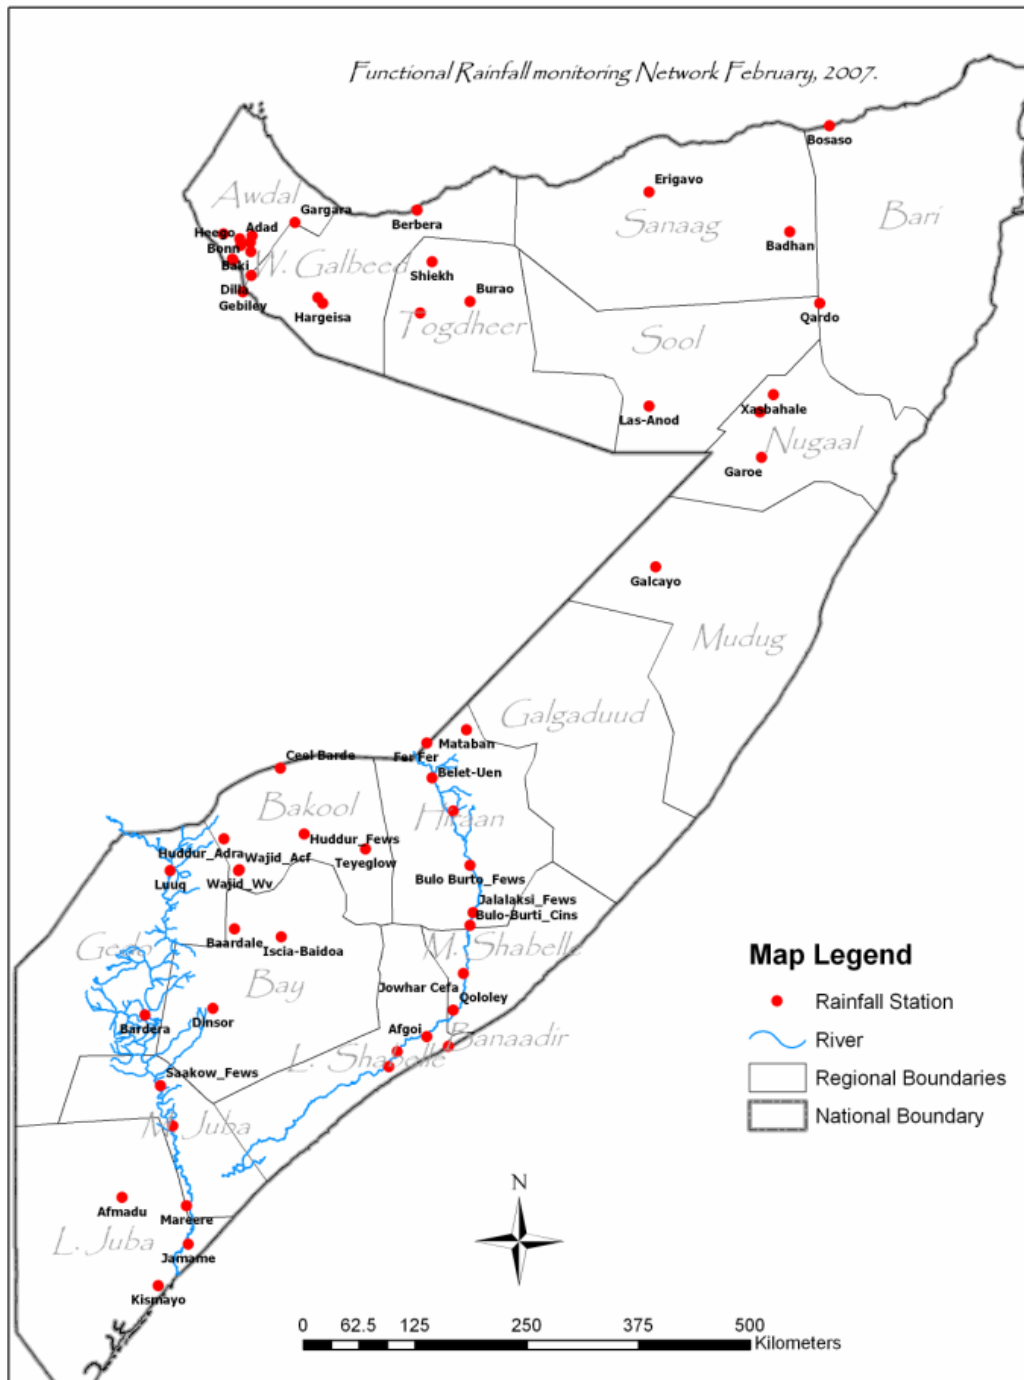 Functional Rainfall monitoring Network February, 2007.
Bosaso
Erigavo
Awdal
Gargara
Sanaag
Bari
Berbera
Heego
Adad
Badhan
Bonn
Baki
W. Galbeed
Shiekh
Dilla
Burao
Gebiley
Hargeisa
Togdheer
Qardo
Sool
Xasbahale
Las-Anod
Nugaal
Garoe
Galcayo
Mudug
Galgaduud
Mataban
Fer Fer
Ceel Barde
Belet-Uen
Bakool
Hiraan
Huddur_Fews
Huddur_Adra
Wajid_Acf
Teyeglow
Luuq
Wajid_Wv
Bulo Burto_Fews
Jalalaksi_Fews
Bulo-Burti_Cins
Baardale
Iscia-Baidoa
Gedo
M. Shabelle
Bay
Jowhar Cefa
Qololey
Bardera
Dinsor
Afgoi
Banaadir
L. Shabelle
Saakow_Fews
M. Juba
Afmadu
Mareere
L. Juba
Jamame
Kismayo
Map Legend
Rainfall Station
River
Regional Boundaries
National Boundary
N
0 62.5 125 250 375 500
Kilometers